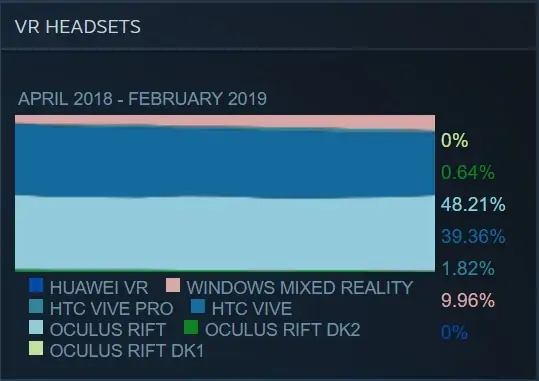 VR HEADSETS
APRIL 2018 - FEBRUARY 2019
0%
0.64%
48.21%
39.36%
1.82%
9.96%
0%
HUAWEI VR WINDOWS MIXED REALITY
HTC VIVE PRO HTC VIVE
OCULUS RIFT OCULUS RIFT DK2
OCULUS RIFT DK1